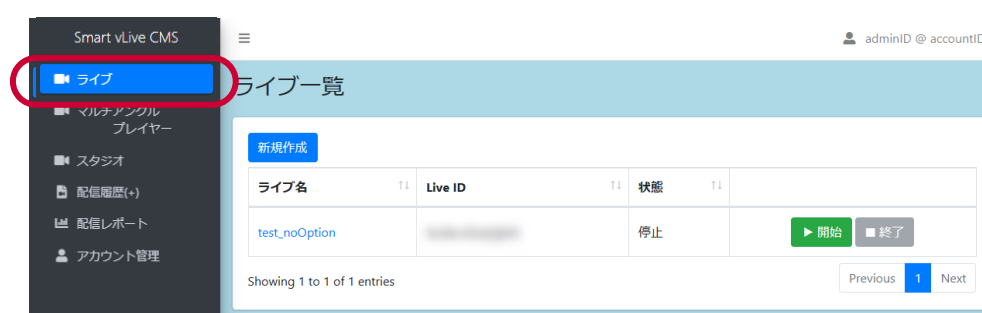 Smart vLive CMS
adminID @ accountID
ライブ
ライブ一覧
マルチアングル
プレイヤー
スタジオ
配信履歴(+)
配信レポート
アカウント管理
新規作成
ライブ名 Live ID 状態
test_noOption 停止 開始 終了
Showing 1 to 1 of 1 entries
Previous 1 Next